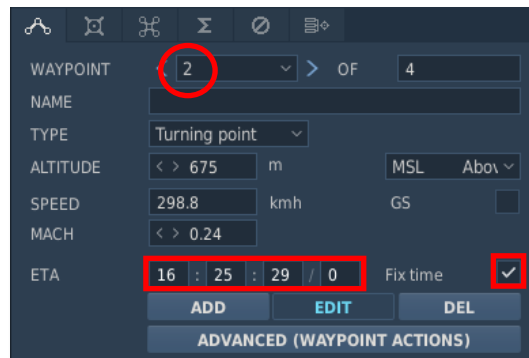 WAYPOINT < 2 > OF 4
NAME
TYPE Turning point
ALTITUDE < > 675 m MSL Abov
SPEED 298.8 kmh GS
MACH < > 0.24
ETA 16 : 25 : 29 / 0 Fix time
ADD EDIT DEL
ADVANCED (WAYPOINT ACTIONS)